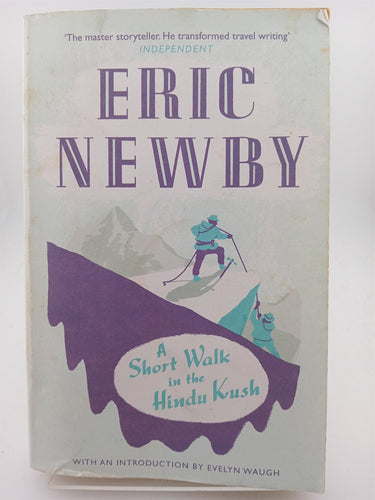 'The master storyteller. He transformed travel writing'
INDEPENDENT
ERIC
NEWBY
A
Short Walk
in the
Hindu Kush
WITH AN INTRODUCTION BY EVELYN WAUGH